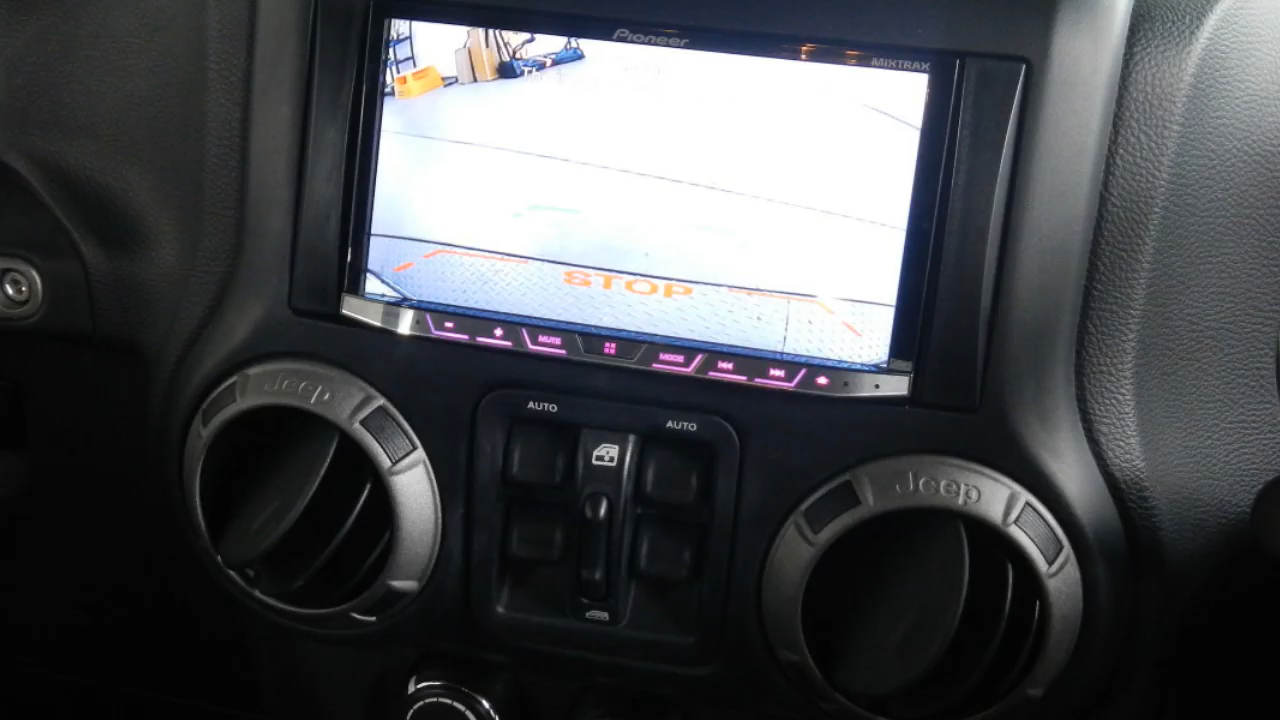 Pioneer
MIXTRAX
STOP
MUTE
MODE
AUTO
AUTO
Jeep
Jeep